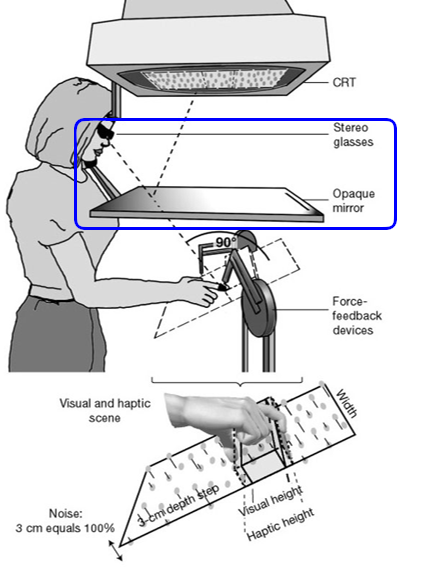 CRT
Stereo
glasses
Opaque
mirror
90°
Force-
feedback
devices
Visual and haptic
scene
Width
3-cm depth step
Visual height
Haptic height
Noise:
3 cm equals 100%